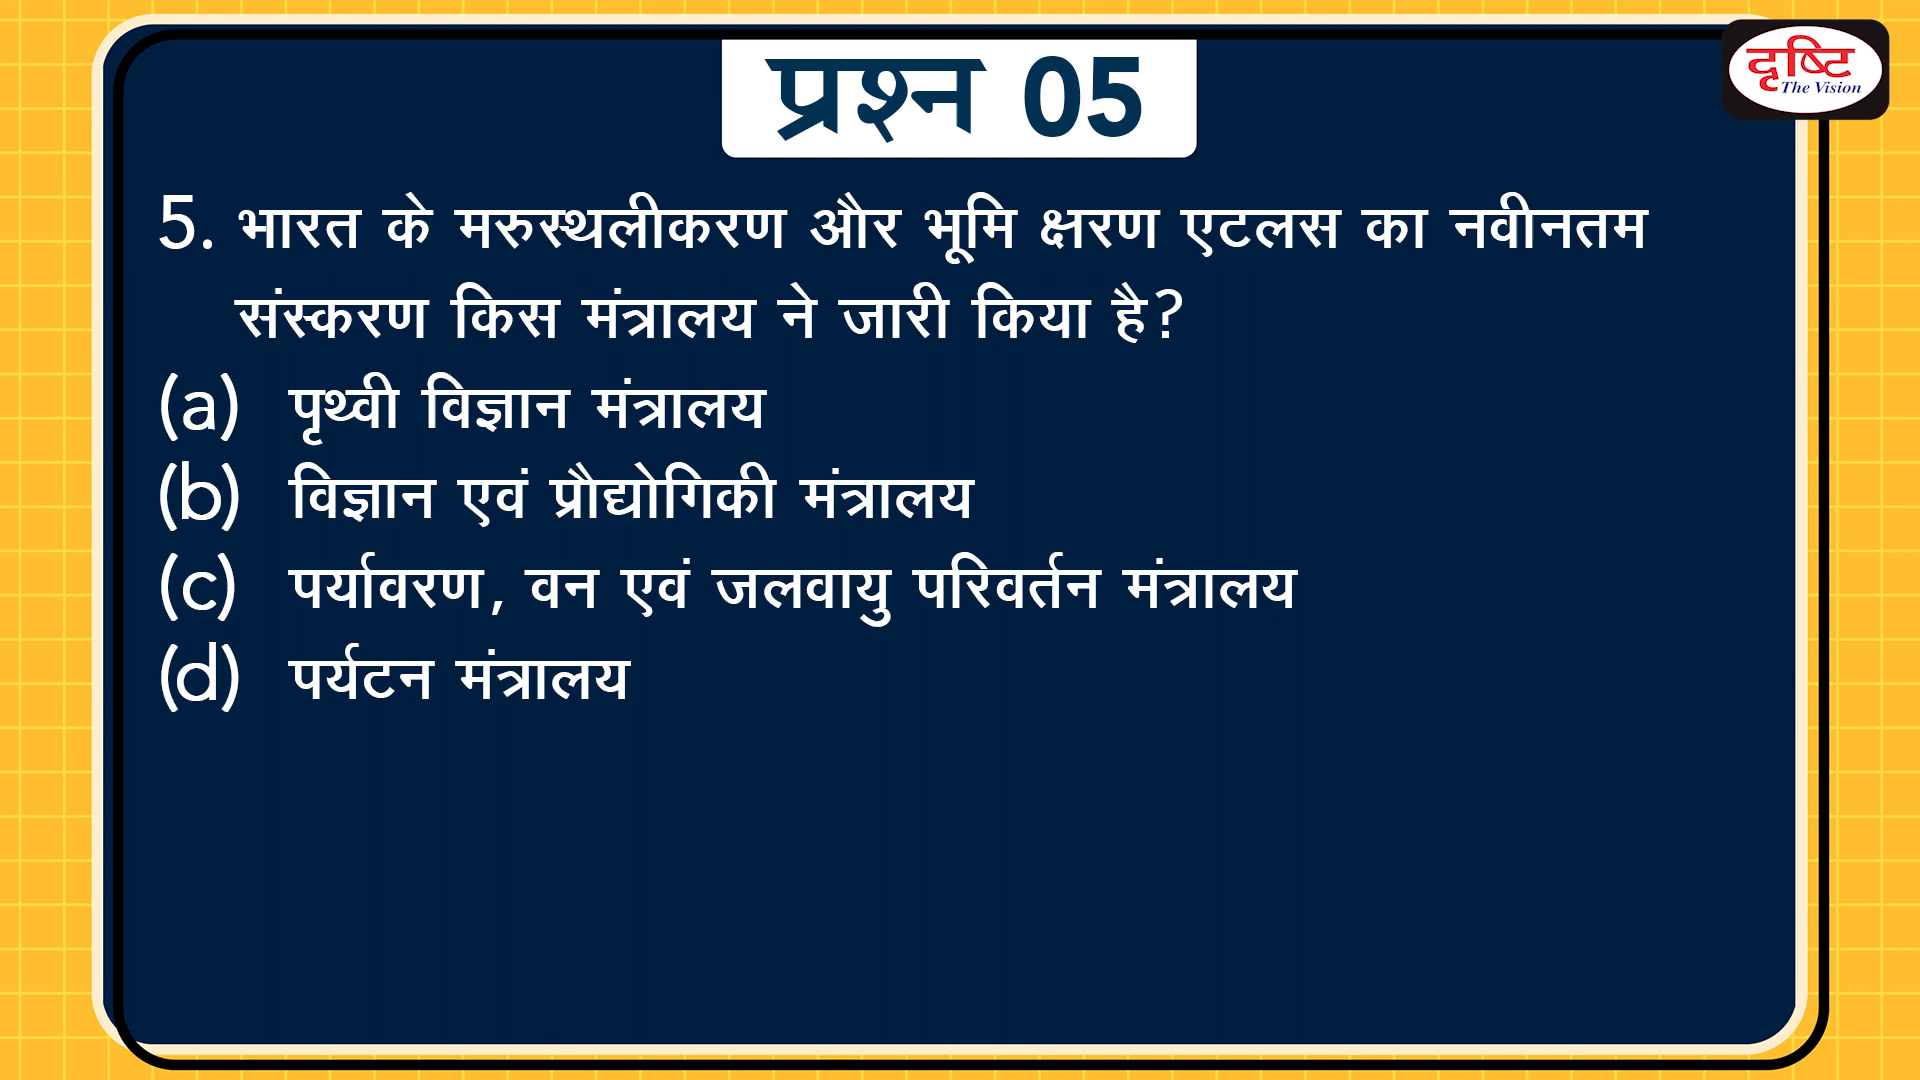 दृष्टि
The Vision
प्रश्न 05
5. भारत के मरुस्थलीकरण और भूमि क्षरण एटलस का नवीनतम
संस्करण किस मंत्रालय ने जारी किया है?
(a) पृथ्वी विज्ञान मंत्रालय
(b) विज्ञान एवं प्रौद्योगिकी मंत्रालय
(c) पर्यावरण, वन एवं जलवायु परिवर्तन मंत्रालय
(d) पर्यटन मंत्रालय